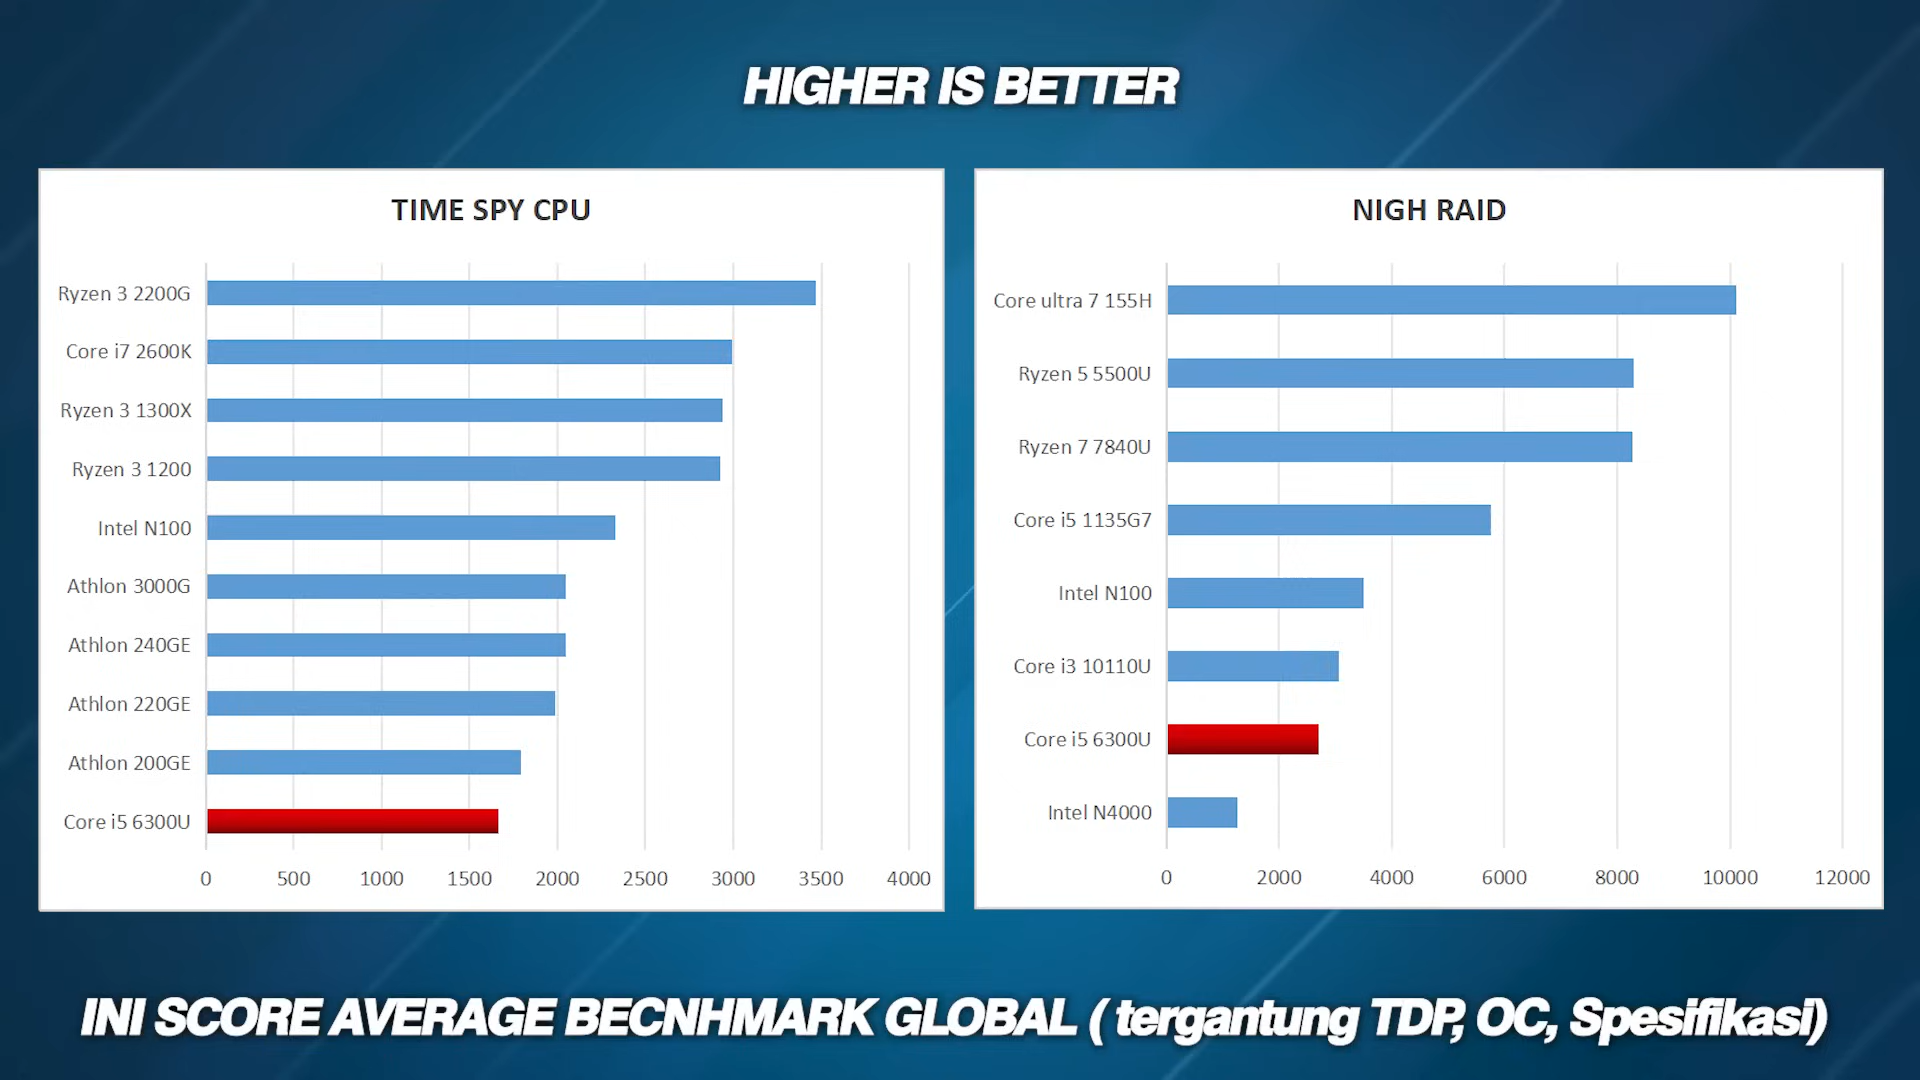 HIGHER IS BETTER
TIME SPY CPU
Ryzen 3 2200G
Core i7 2600K
Ryzen 3 1300X
Ryzen 3 1200
Intel N100
Athlon 3000G
Athlon 240GE
Athlon 220GE
Athlon 200GE
Core i5 6300U
0 500 1000 1500 2000 2500 3000 3500 4000
NIGH RAID
Core ultra 7 155H
Ryzen 5 5500U
Ryzen 7 7840U
Core i5 1135G7
Intel N100
Core i3 10110U
Core i5 6300U
Intel N4000
0 2000 4000 6000 8000 10000 12000
INI SCORE AVERAGE BECNHMARK GLOBAL ( tergantung TDP, OC, Spesifikasi)